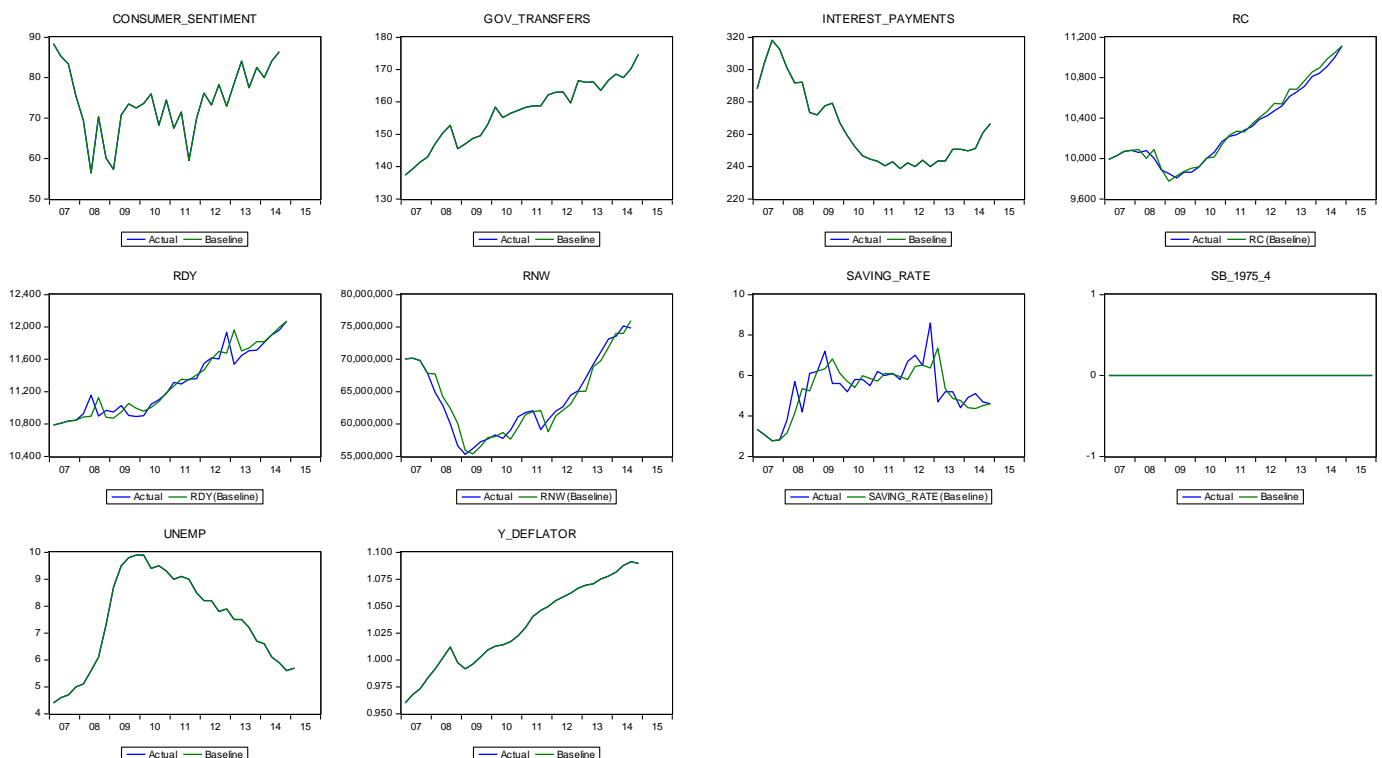 CONSUMER_SENTIMENT
90
80
70
60
50
07 08 09 10 11 12 13 14 15
Actual Baseline
GOV_TRANSFERS
180
170
160
150
140
130
07 08 09 10 11 12 13 14 15
Actual Baseline
INTEREST_PAYMENTS
320
300
280
260
240
220
07 08 09 10 11 12 13 14 15
Actual Baseline
RC
11,200
10,800
10,400
10,000
9,600
07 08 09 10 11 12 13 14 15
Actual RC (Baseline)
RDY
12,400
12,000
11,600
11,200
10,800
10,400
07 08 09 10 11 12 13 14 15
Actual RDY (Baseline)
RNW
80,000,000
75,000,000
70,000,000
65,000,000
60,000,000
55,000,000
07 08 09 10 11 12 13 14 15
Actual RNW (Baseline)
SAVING_RATE
10
8
6
4
2
07 08 09 10 11 12 13 14 15
Actual SAVING_RATE (Baseline)
SB_1975_4
1
0
-1
07 08 09 10 11 12 13 14 15
Actual Baseline
UNEMP
10
9
8
7
6
5
4
07 08 09 10 11 12 13 14 15
Actual Baseline
Y_DEFLATOR
1.100
1.075
1.050
1.025
1.000
0.975
0.950
07 08 09 10 11 12 13 14 15
Actual Baseline